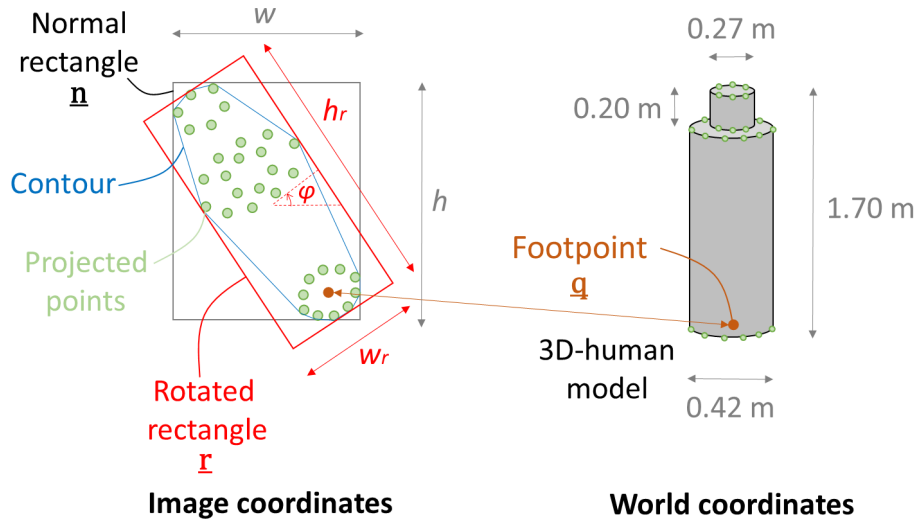 w
0.27 m
Normal
rectangle
n
hᵣ
0.20 m
Contour
φ
h
1.70 m
Projected
points
Footpoint
q
wᵣ
3D-human
model
0.42 m
Rotated
rectangle
r
Image coordinates
World coordinates